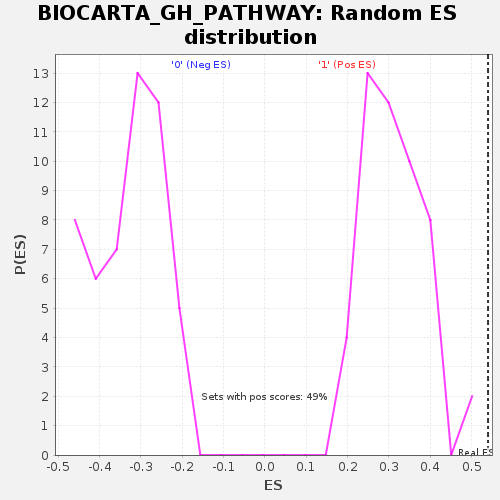 BIOCARTA_GH_PATHWAY: Random ES
distribution
'0' (Neg ES) '1' (Pos ES)
13
12
11
10
9
8
7
6
5
4
3
2
1
0
P(ES)
Sets with pos scores: 49%
Real ES
-0.5 -0.4 -0.3 -0.2 -0.1 0.0 0.1 0.2 0.3 0.4 0.5
ES